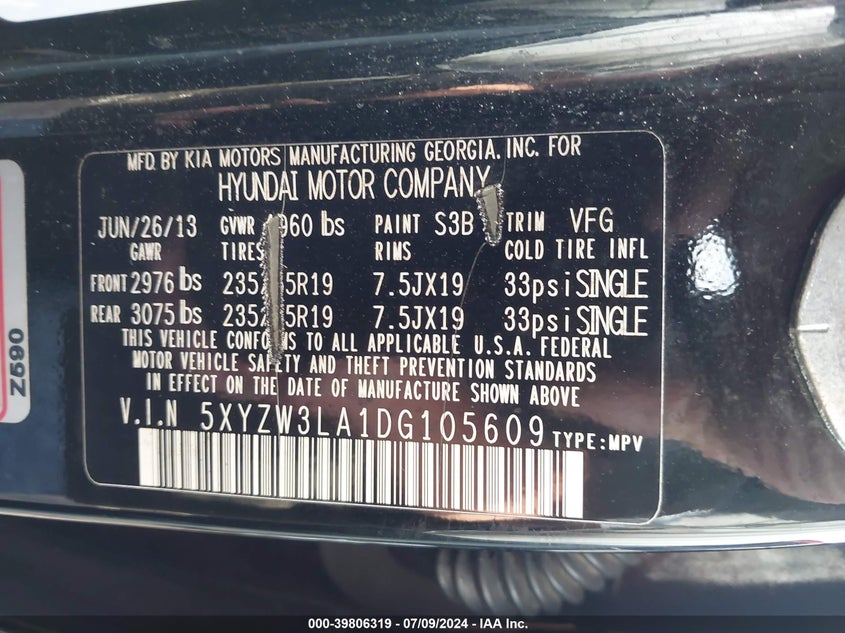 MFD. BY KIA MOTORS MANUFACTURING GEORGIA. INC. FOR
HYUNDAI MOTOR COMPANY
JUN/26/13 GVWR 960 lbs PAINT S3B TRIM VFG
GAWR TIRES RIMS COLD TIRE INFL
FRONT 2976 lbs 235 5R19 7.5JX19 33psi SINGLE
REAR 3075 lbs 235 5R19 7.5JX19 33psi SINGLE
THIS VEHICLE CONFO S TO ALL APPLICABLE U.S.A. FEDERAL
MOTOR VEHICLE SAFETY AND THEFT PREVENTION STANDARDS
IN EFFECT ON THE DATE OF MANUFACTURE SHOWN ABOVE
V.I.N 5XYZW3LA1DG105609 TYPE:MPV
Z590
000-39806319 - 07/09/2024 - IAA Inc.